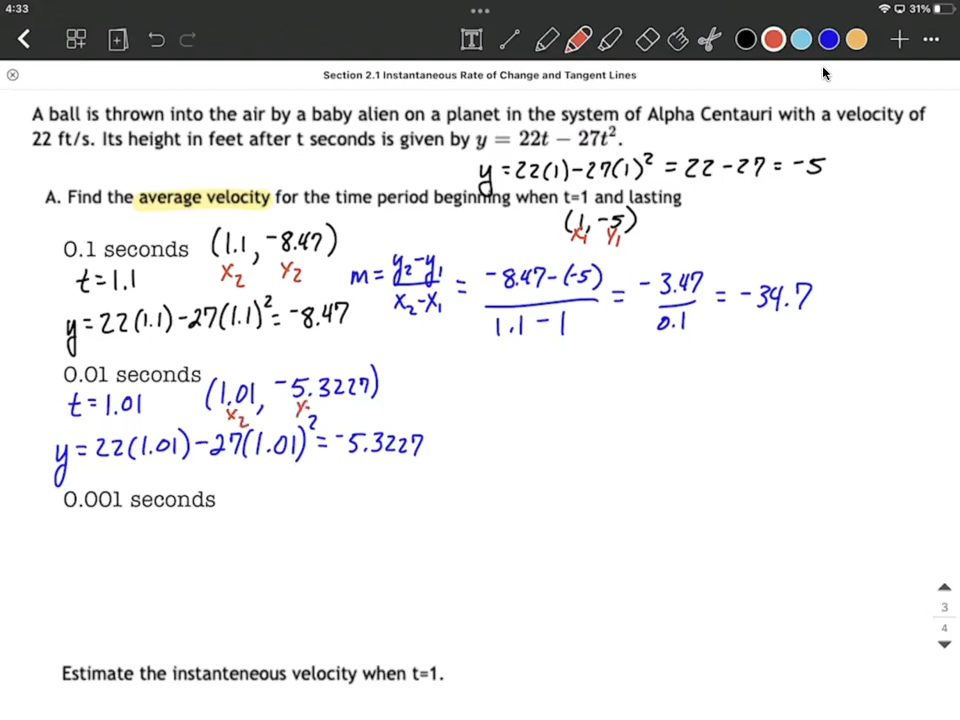 4:33
31%
Section 2.1 Instantaneous Rate of Change and Tangent Lines
A ball is thrown into the air by a baby alien on a planet in the system of Alpha Centauri with a velocity of
22 ft/s. Its height in feet after t seconds is given by y = 22t − 27t².
y = 22(1) - 27(1)² = 22 - 27 = -5
A. Find the average velocity for the time period beginning when t=1 and lasting
(1, -5)
x₁ y₁
0.1 seconds (1.1, -8.47)
x₂ y₂
t = 1.1
m = (y₂-y₁)/(x₂-x₁) = (-8.47-(-5))/(1.1-1) = -3.47/0.1 = -34.7
y = 22(1.1) - 27(1.1)² = -8.47
0.01 seconds (1.01, -5.3227)
x₂ y
t = 1.01
y = 22(1.01) - 27(1.01)² = -5.3227
0.001 seconds
3
4
Estimate the instanteneous velocity when t=1.